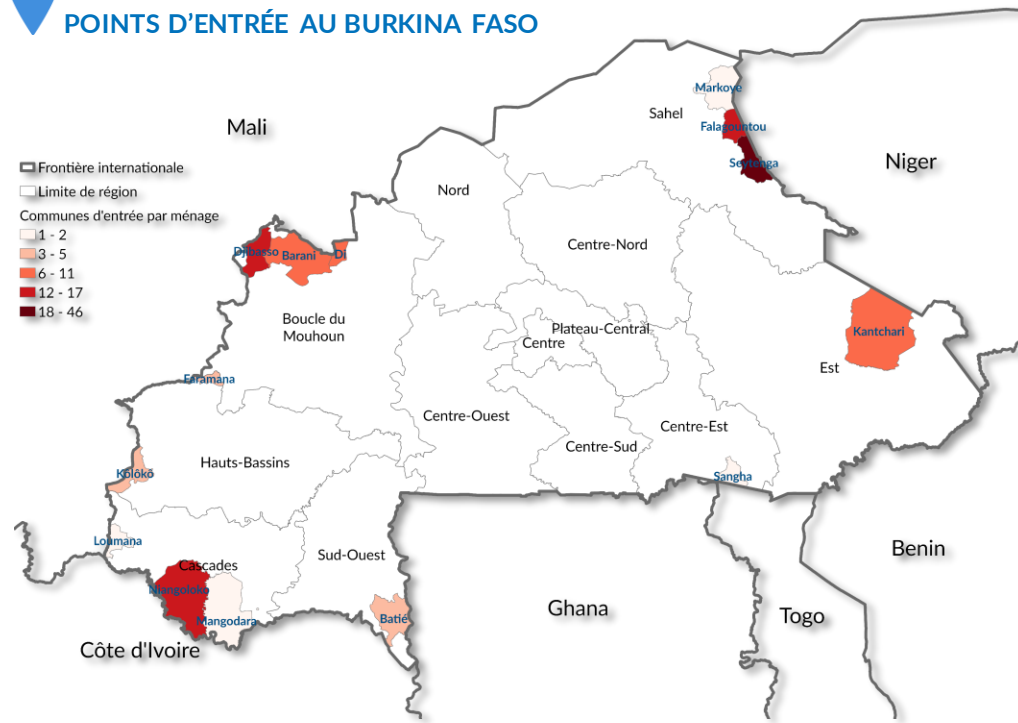 POINTS D'ENTRÉE AU BURKINA FASO
Mali
Niger
Benin
Togo
Ghana
Côte d'Ivoire
Frontière internationale
Limite de région
Communes d'entrée par ménage
1 - 2
3 - 5
6 - 11
12 - 17
18 - 46
Markoye
Sahel
Falagountou
Seytenga
Nord
Centre-Nord
Djibasso
Barani
Di
Boucle du
Mouhoun
Plateau-Central
Centre
Kantchari
Est
Faramana
Centre-Ouest
Centre-Est
Centre-Sud
Hauts-Bassins
Kolôkô
Sangha
Loumana
Sud-Ouest
Cascades
Niangoloko
Mangodara
Batié